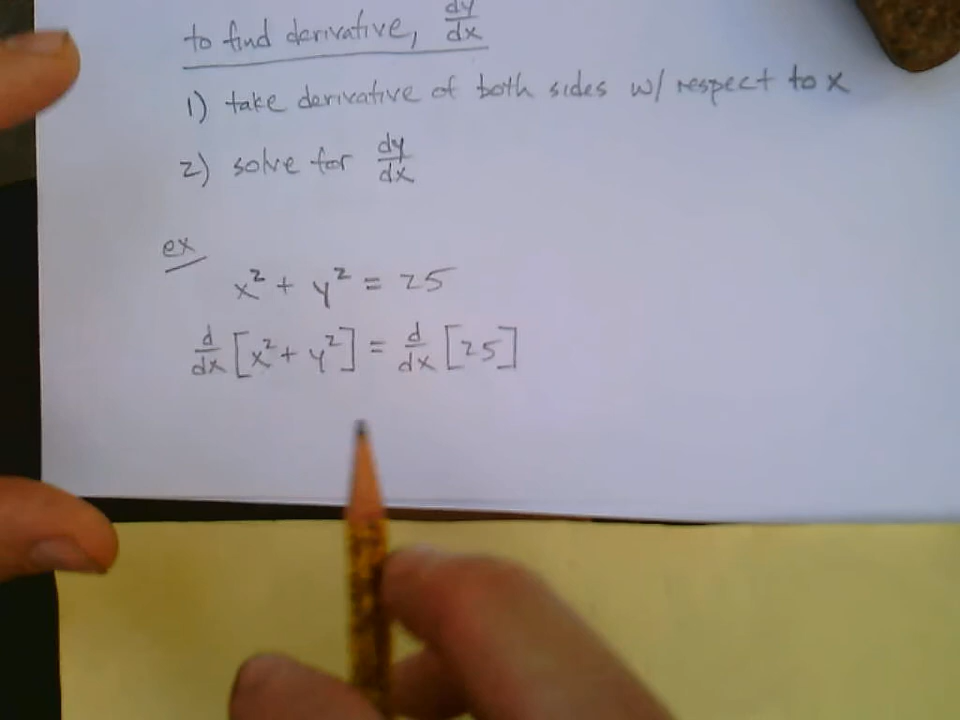 to find derivative, dy/dx
1) take derivative of both sides w/ respect to x
2) solve for dy/dx
ex
x² + y² = 25
d/dx [x² + y²] = d/dx [25]